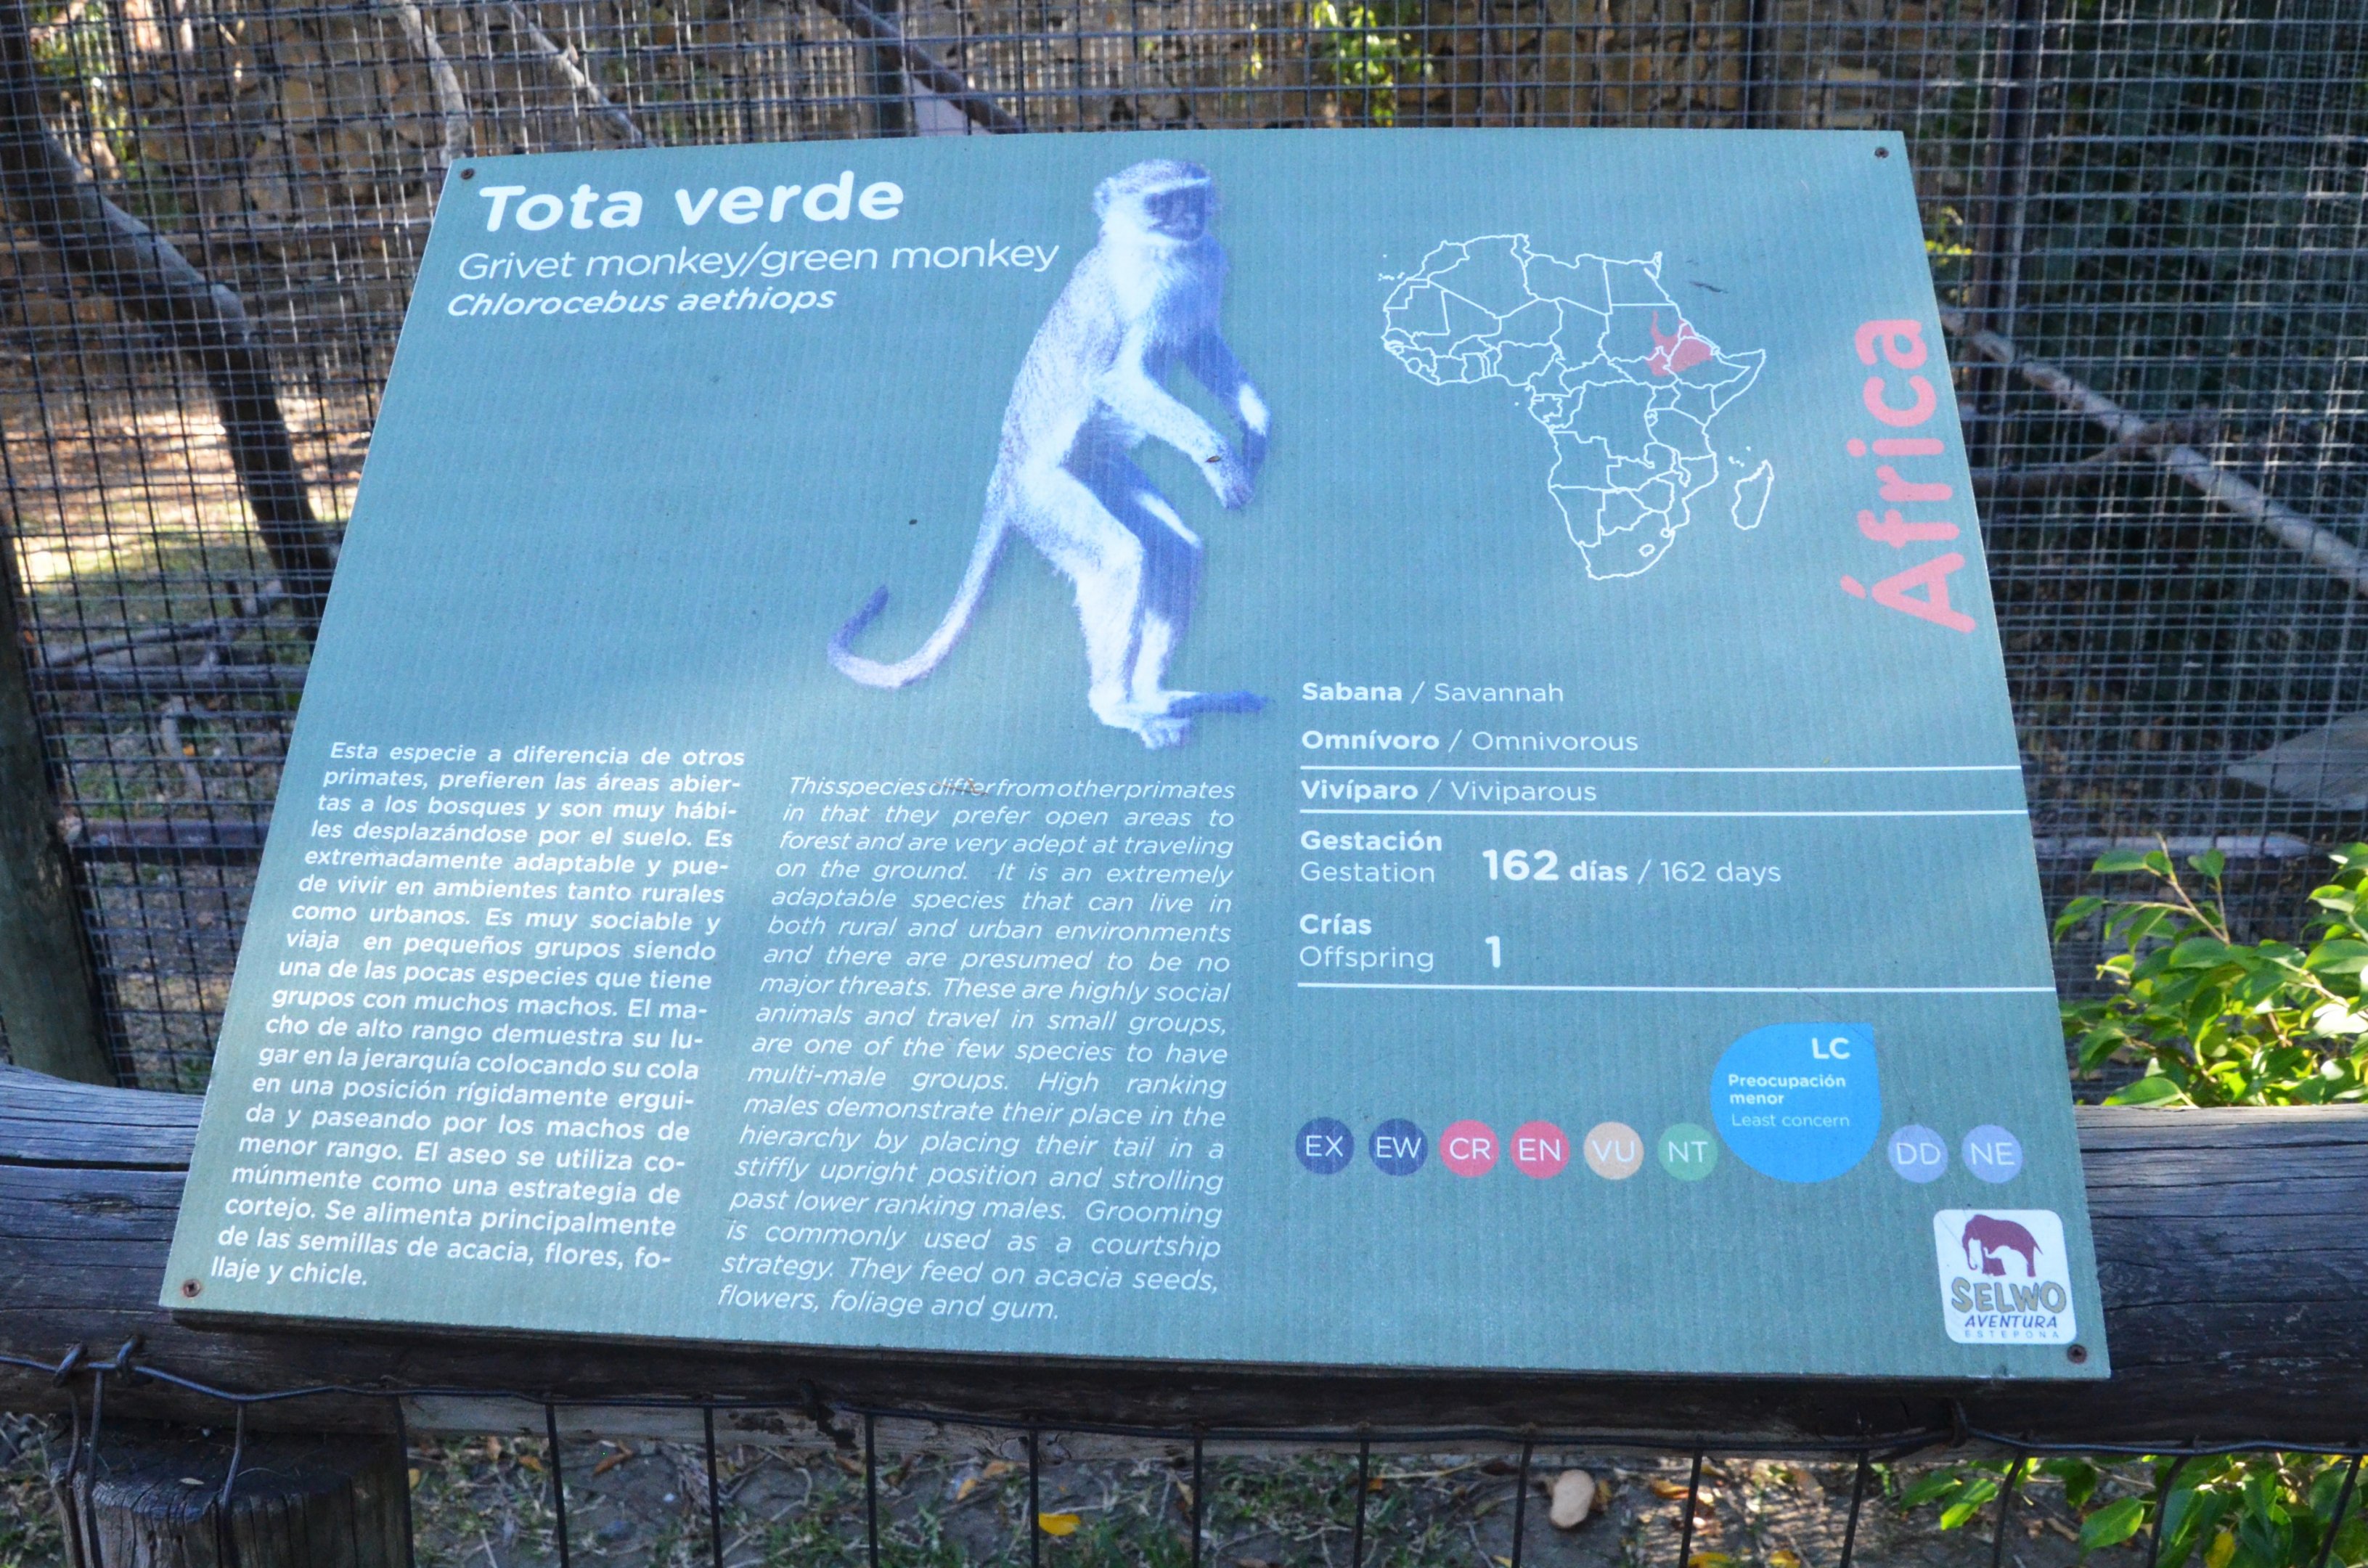 Tota verde
Grivet monkey/green monkey
Chlorocebus aethiops
África
Esta especie a diferencia de otros
primates, prefieren las áreas abier-
tas a los bosques y son muy hábi-
les desplazándose por el suelo. Es
extremadamente adaptable y pue-
de vivir en ambientes tanto rurales
como urbanos. Es muy sociable y
viaja en pequeños grupos siendo
una de las pocas especies que tiene
grupos con muchos machos. El ma-
cho de alto rango demuestra su lu-
gar en la jerarquía colocando su cola
en una posición rígidamente ergui-
da y paseando por los machos de
menor rango. El aseo se utiliza co-
múnmente como una estrategia de
cortejo. Se alimenta principalmente
de las semillas de acacia, flores, fo-
llaje y chicle.
This species differ from other primates
in that they prefer open areas to
forest and are very adept at traveling
on the ground. It is an extremely
adaptable species that can live in
both rural and urban environments
and there are presumed to be no
major threats. These are highly social
animals and travel in small groups,
are one of the few species to have
multi-male groups. High ranking
males demonstrate their place in the
hierarchy by placing their tail in a
stiffly upright position and strolling
past lower ranking males. Grooming
is commonly used as a courtship
strategy. They feed on acacia seeds,
flowers, foliage and gum.
Sabana / Savannah
Omnívoro / Omnivorous
Vivíparo / Viviparous
Gestación
Gestation 162 días / 162 days
Crías
Offspring 1
LC
Preocupación
menor
Least concern
EX EW CR EN VU NT DD NE
SELWO
AVENTURA
ESTEPONA